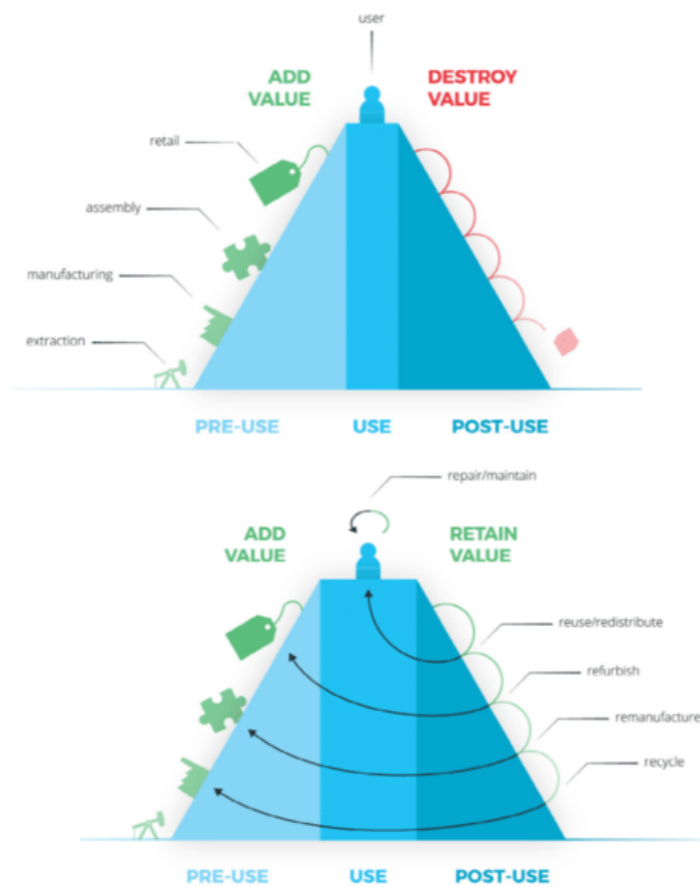 user
ADD
VALUE
DESTROY
VALUE
retail
assembly
manufacturing
extraction
PRE-USE
USE
POST-USE
repair/maintain
ADD
VALUE
RETAIN
VALUE
reuse/redistribute
refurbish
remanufacture
recycle
PRE-USE
USE
POST-USE